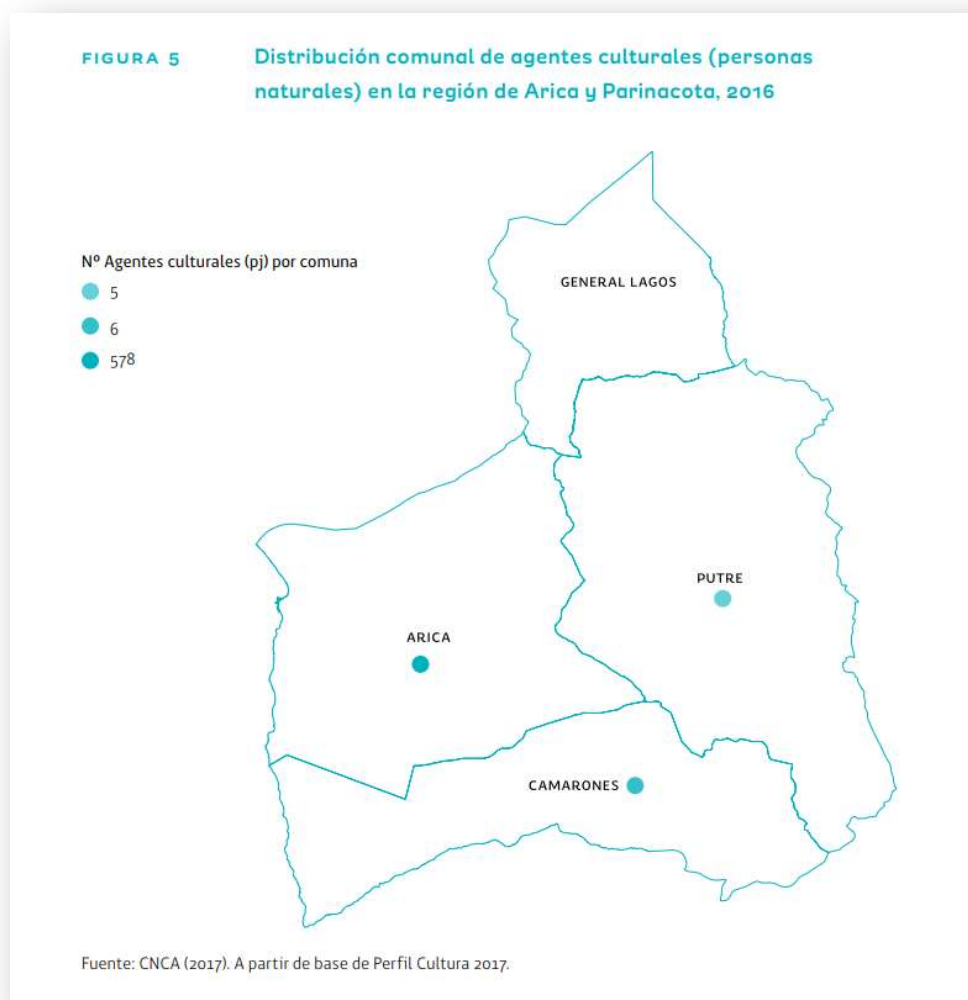 FIGURA 5
Distribución comunal de agentes culturales (personas
naturales) en la región de Arica y Parinacota, 2016
Nº Agentes culturales (pj) por comuna
5
6
578
GENERAL LAGOS
PUTRE
ARICA
CAMARONES
Fuente: CNCA (2017). A partir de base de Perfil Cultura 2017.